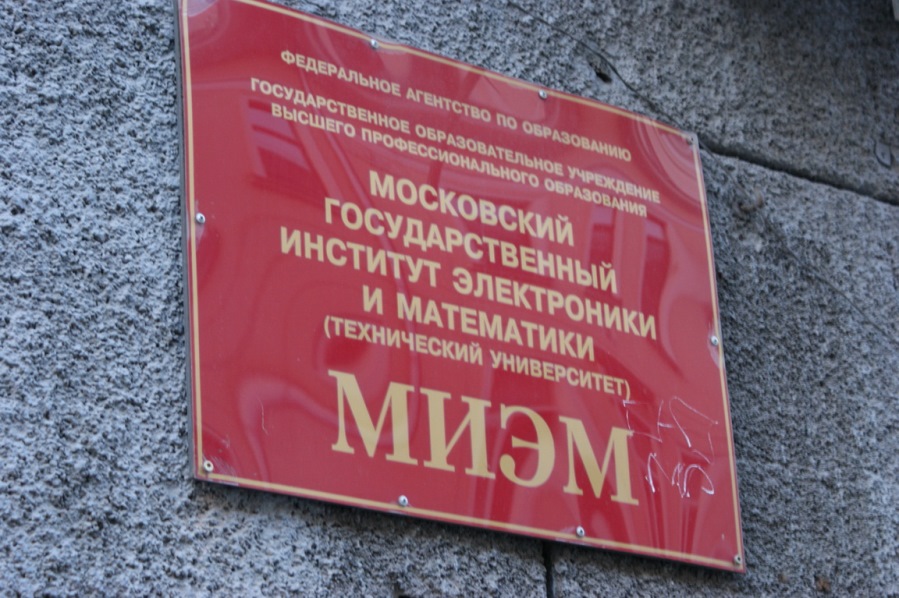 ФЕДЕРАЛЬНОЕ АГЕНТСТВО ПО ОБРАЗОВАНИЮ
ГОСУДАРСТВЕННОЕ ОБРАЗОВАТЕЛЬНОЕ УЧРЕЖДЕНИЕ
ВЫСШЕГО ПРОФЕССИОНАЛЬНОГО ОБРАЗОВАНИЯ
МОСКОВСКИЙ
ГОСУДАРСТВЕННЫЙ
ИНСТИТУТ ЭЛЕКТРОНИКИ
И МАТЕМАТИКИ
(ТЕХНИЧЕСКИЙ УНИВЕРСИТЕТ)
МИЭМ